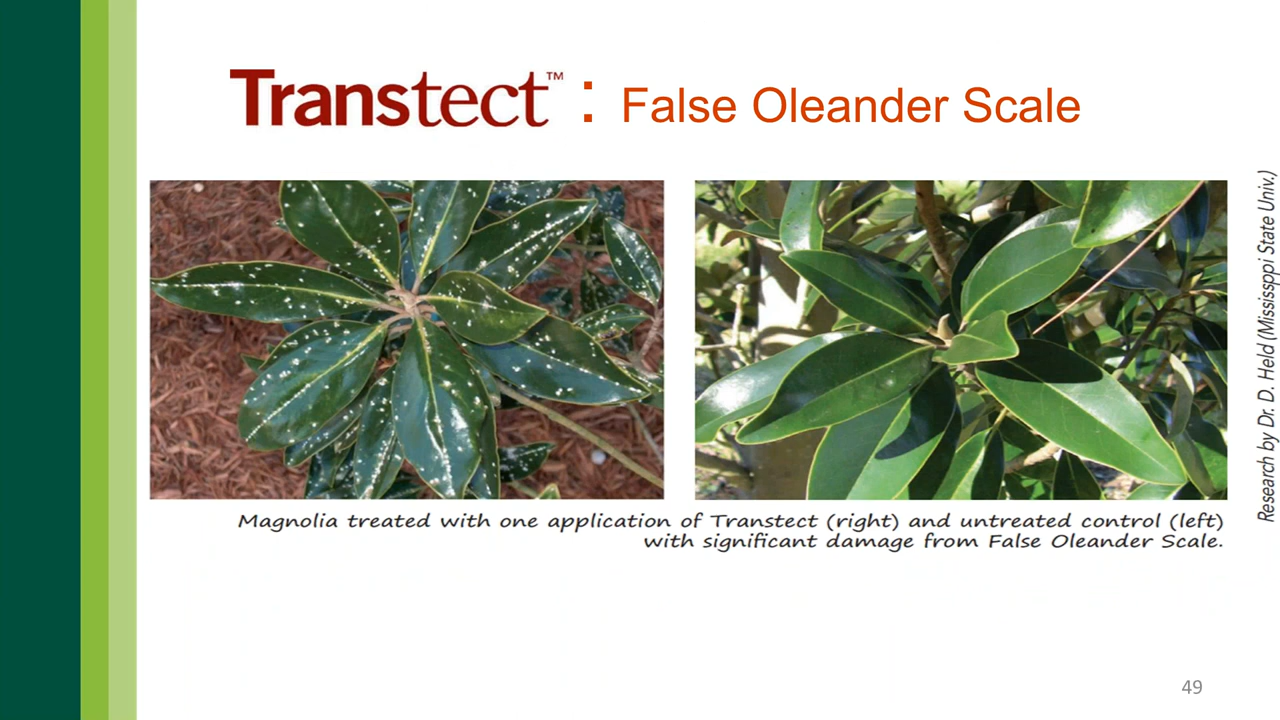 Transtect™ : False Oleander Scale
Magnolia treated with one application of Transtect (right) and untreated control (left)
with significant damage from False Oleander Scale.
Research by Dr. D. Held (Mississppi State Univ.)
49